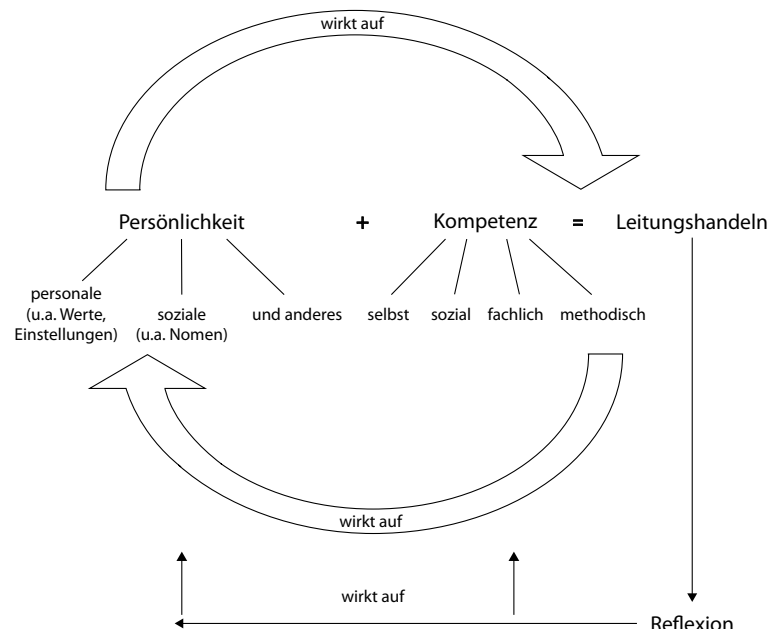 wirkt auf
Persönlichkeit + Kompetenz = Leitungshandeln
personale
(u.a. Werte,
Einstellungen)
soziale
(u.a. Nomen)
und anderes
selbst
sozial
fachlich
methodisch
wirkt auf
wirkt auf
Reflexion